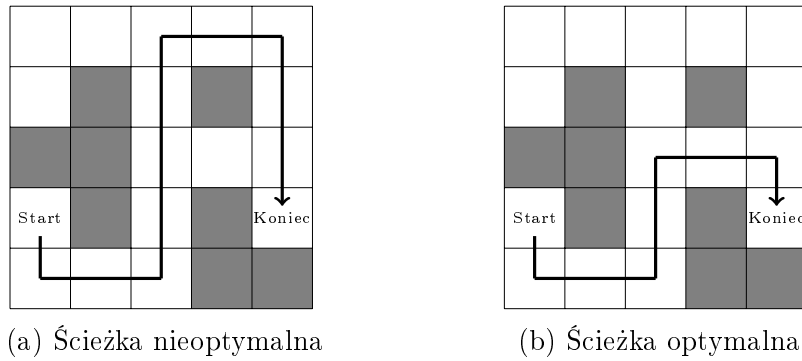 Start
Koniec
(a) Ścieżka nieoptymalna
Start
Koniec
(b) Ścieżka optymalna